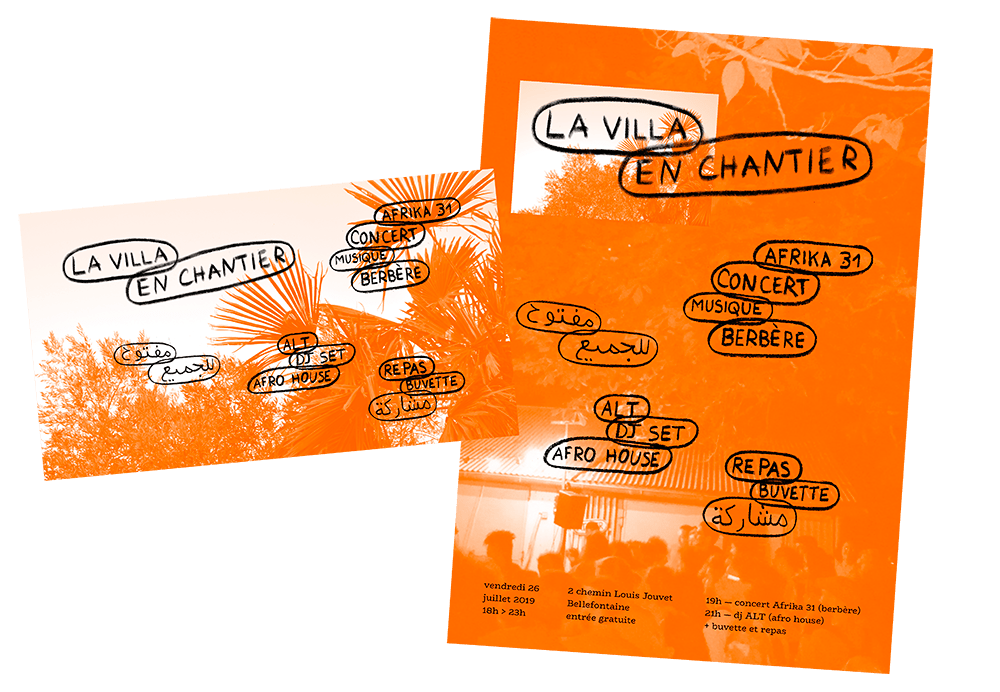 LA VILLA
EN CHANTIER
AFRIKA 31
CONCERT
MUSIQUE
BERBÈRE
مفتوح
للجميع
ALT
DJ SET
AFRO HOUSE
REPAS
BUVETTE
مشاركة
LA VILLA
EN CHANTIER
AFRIKA 31
CONCERT
MUSIQUE
BERBÈRE
مفتوح
للجميع
ALT
DJ SET
AFRO HOUSE
REPAS
BUVETTE
مشاركة
vendredi 26
juillet 2019
18h > 23h
2 chemin Louis Jouvet
Bellefontaine
entrée gratuite
19h — concert Afrika 31 (berbère)
21h — dj ALT (afro house)
+ buvette et repas